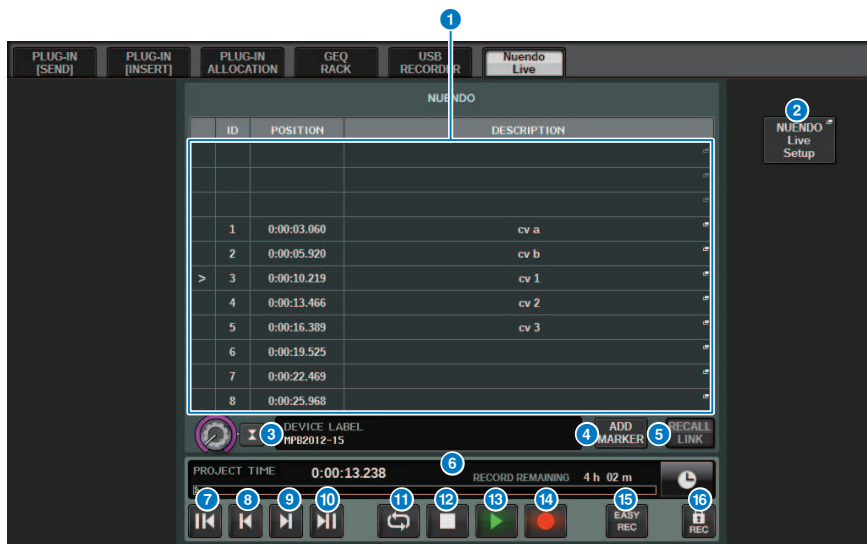 1
PLUG-IN [SEND]
PLUG-IN [INSERT]
PLUG-IN ALLOCATION
GEQ RACK
USB RECORDER
Nuendo Live
NUENDO
2
NUENDO Live Setup
ID POSITION DESCRIPTION
1 0:00:03.060 cv a
2 0:00:05.920 cv b
> 3 0:00:10.219 cv 1
4 0:00:13.466 cv 2
5 0:00:16.389 cv 3
6 0:00:19.525
7 0:00:22.469
8 0:00:25.968
3
DEVICE LABEL
MPB2012-15
4
ADD MARKER
5
RECALL LINK
PROJECT TIME 0:00:13.238
6
RECORD REMAINING 4 h 02 m
7 8 9 10 11 12 13 14 15 16
EASY REC
REC